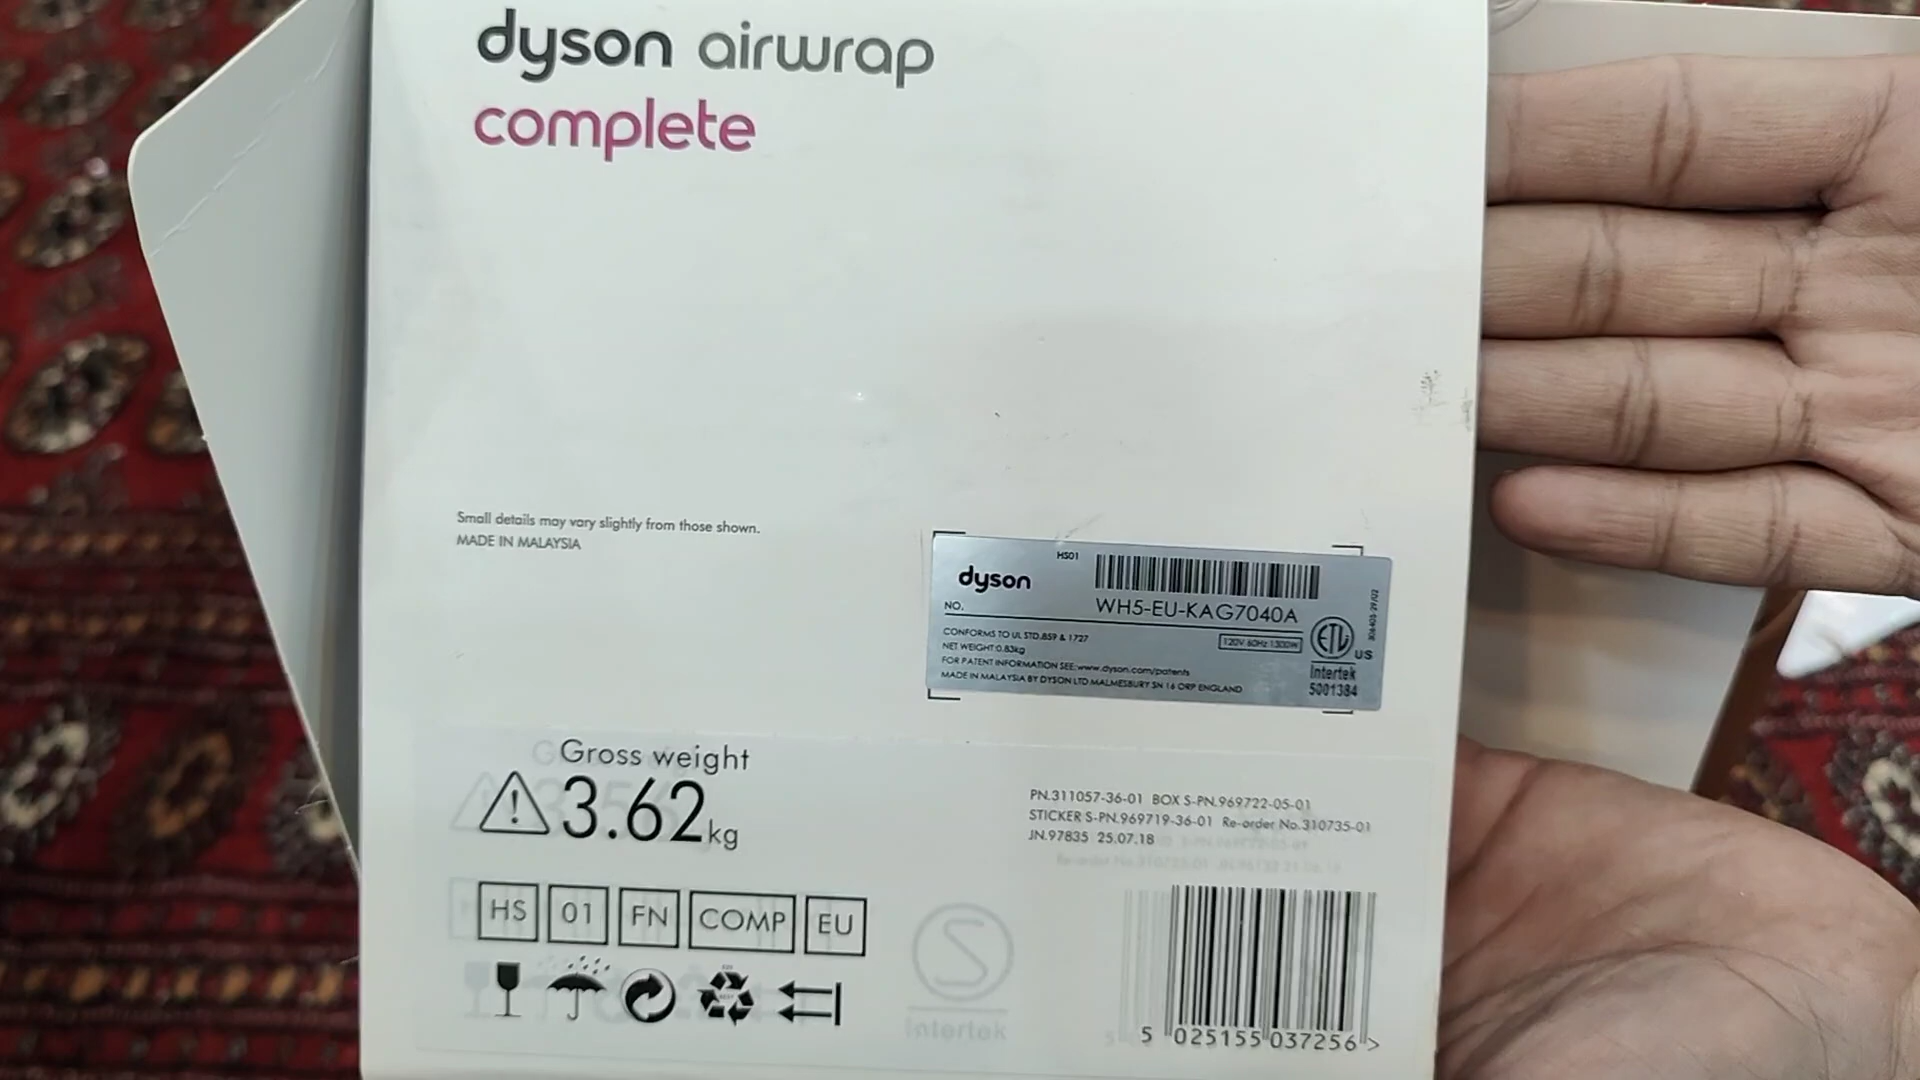 dyson airwrap
complete
Small details may vary slightly from those shown.
MADE IN MALAYSIA
HS01
dyson
NO.
WH5-EU-KAG7040A
CONFORMS TO UL STD.859 & 1727
120V 60Hz 1300W
NET WEIGHT:0.83kg
FOR PATENT INFORMATION SEE:www.dyson.com/patents
MADE IN MALAYSIA BY DYSON LTD MALMESBURY SN 16 ORP ENGLAND
ETL
US
Intertek
5001384
Gross weight
3.62kg
PN.311057-36-01 BOX S-PN.969722-05-01
STICKER S-PN.969719-36-01 Re-order No.310735-01
JN.97835 25.07.18
HS 01 FN COMP EU
S
Intertek
5 025155 037256 >